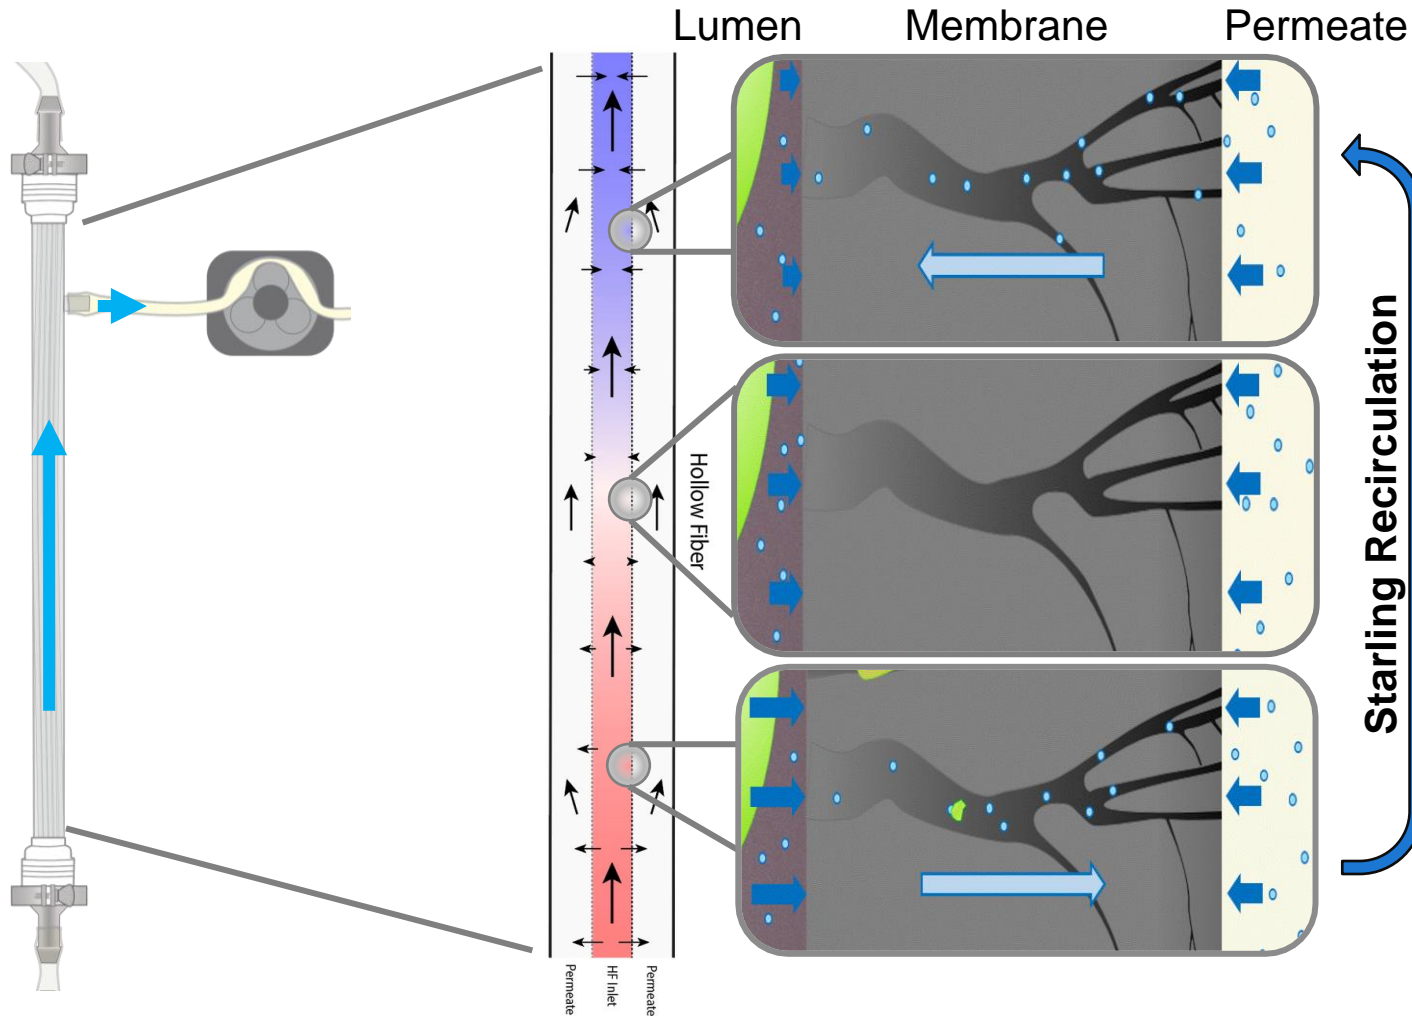 Lumen
Membrane
Permeate
Hollow Fiber
Starling Recirculation
Permeate
HF Inlet
Permeate